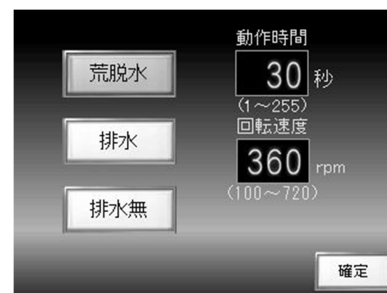 荒脱水
排水
排水無
動作時間
30 秒
(1~255)
回転速度
360 rpm
(100~720)
確定